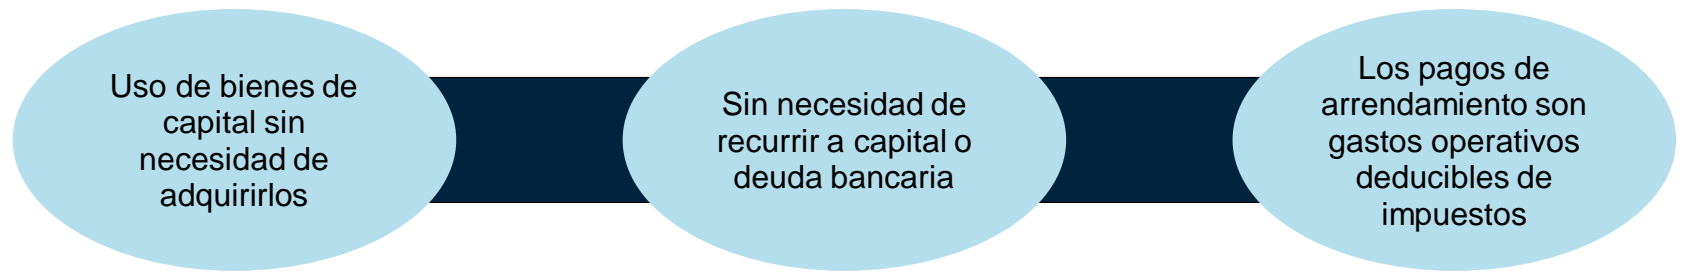 Uso de bienes de
capital sin
necesidad de
adquirirlos
Sin necesidad de
recurrir a capital o
deuda bancaria
Los pagos de
arrendamiento son
gastos operativos
deducibles de
impuestos